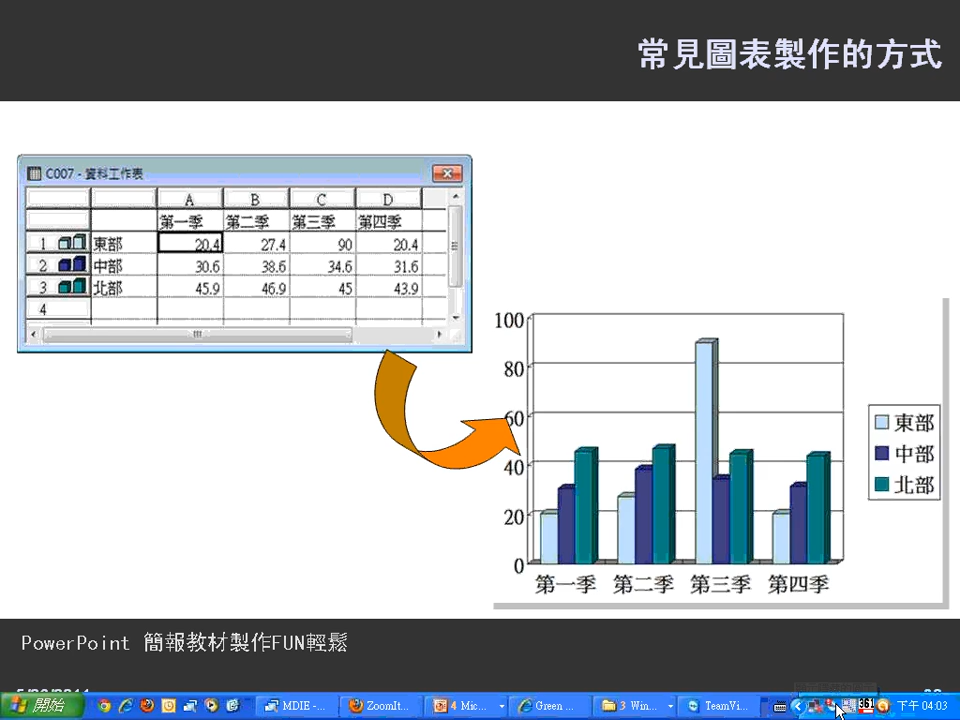 常見圖表製作的方式
C007 - 資料工作表
A B C D
第一季 第二季 第三季 第四季
1 東部 20.4 27.4 90 20.4
2 中部 30.6 38.6 34.6 31.6
3 北部 45.9 46.9 45 43.9
4
100
80
60
40
20
0
第一季 第二季 第三季 第四季
東部
中部
北部
PowerPoint 簡報教材製作FUN輕鬆
開始 MDIE -... ZoomIt... 4 Mic... Green ... 3 Win... TeamVi... 下午 04:03